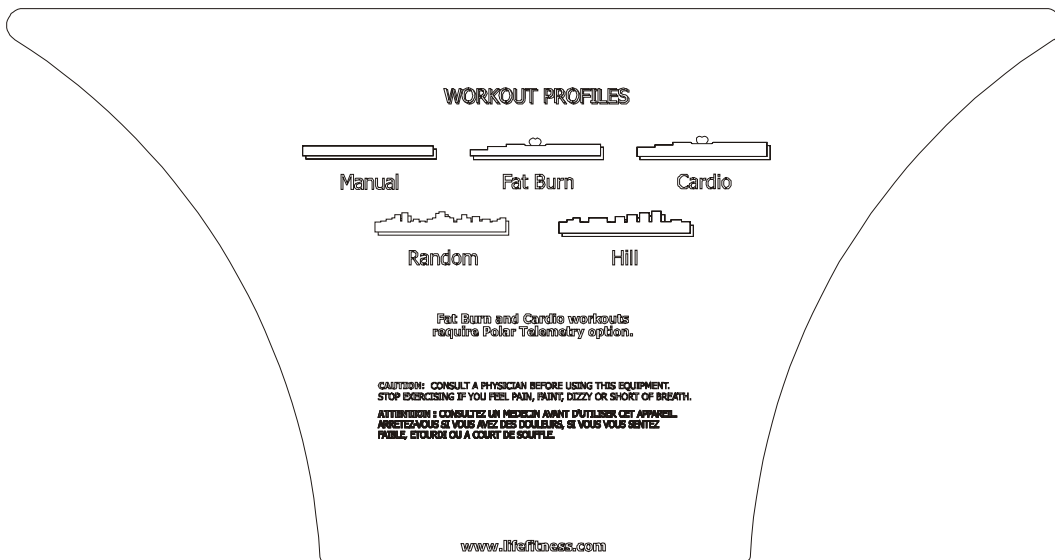 WORKOUT PROFILES
Manual
Fat Burn
Cardio
Random
Hill
Fat Burn and Cardio workouts
require Polar Telemetry option.
CAUTION: CONSULT A PHYSICIAN BEFORE USING THIS EQUIPMENT.
STOP EXERCISING IF YOU FEEL PAIN, FAINT, DIZZY OR SHORT OF BREATH.
ATTENTION : CONSULTEZ UN MEDECIN AVANT D'UTILISER CET APPAREIL.
ARRETEZ-VOUS SI VOUS AVEZ DES DOULEURS, SI VOUS VOUS SENTEZ
FAIBLE, ETOURDI OU A COURT DE SOUFFLE.
www.lifefitness.com